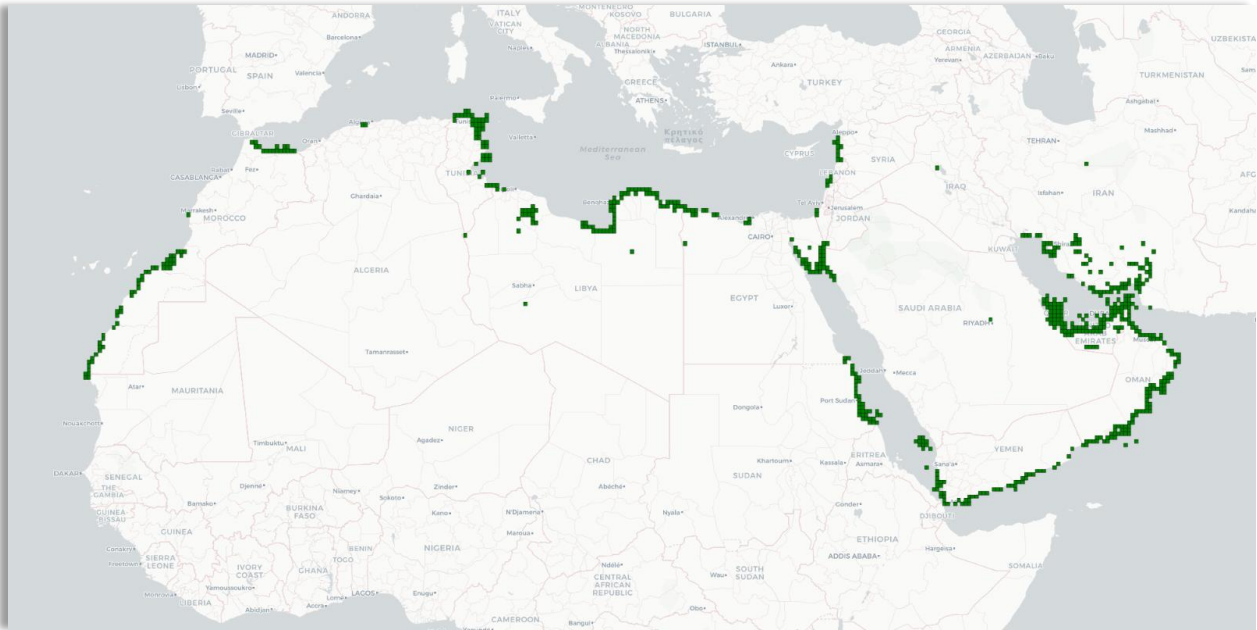 ANDORRA
ITALY
VATICAN
CITY
MONTENEGRO
KOSOVO
BULGARIA
GEORGIA
UZBEKISTA
Barcelona
NORTH
MACEDONIA
ALBANIA
Thessaloniki
ISTANBUL
ARMENIA
Yerevan
AZERBAIJAN
Baku
MADRID
Naples
PORTUGAL
SPAIN
Valencia
Ankara
TURKEY
TURKMENISTAN
Lisbon
GREECE
ATHENS
Ashgabat
Seville
Palermo
GIBRALTAR
Oran
Valletta
Κρητικό
πέλαγος
Aleppo
TEHRAN
Mashhad
Mediterranean
Sea
CYPRUS
SYRIA
Rabat
Fez
CASABLANCA
LEBANON
IRAQ
Isfahan
IRAN
AFG
Ghardaia
Tel Aviv
Jerusalem
JORDAN
Kandaha
Marrakesh
MOROCCO
CAIRO
KUWAIT
ALGERIA
Sabha
LIBYA
EGYPT
Luxor
SAUDI ARABIA
RIYADH
EMIRATES
Tamanrasset
Jeddah
Mecca
OMAN
Atar
MAURITANIA
Port Sudan
Nouakchott
Dongola
NIGER
Timbuktu
MALI
Agadez
CHAD
SUDAN
Khartoum
Kassala
ERITREA
Asmara
Sana'a
YEMEN
DAKAR
SENEGAL
THE
GAMBIA
Djenné
Niamey
Sokoto
Zinder
Abéché
GUINEA
-BISSAU
Bamako
BURKINA
FASO
Kano
N'Djamena
Nyala
Gonder
DJIBOUTI
GUINEA
Maroua
Conakry
BENIN
NIGERIA
ETHIOPIA
Hargeisa
Freetown
SIERRA
LEONE
IVORY
COAST
GHANA
TOGO
Ndélé
ADDIS ABABA
SOMALIA
Monrovia
LIBERIA
Yamoussoukro
Abidjan
Accra
Lomé
LAGOS
Enugu
CENTRAL
AFRICAN
REPUBLIC
Wau
SOUTH
SUDAN
Obo
CAMEROON
Bangui